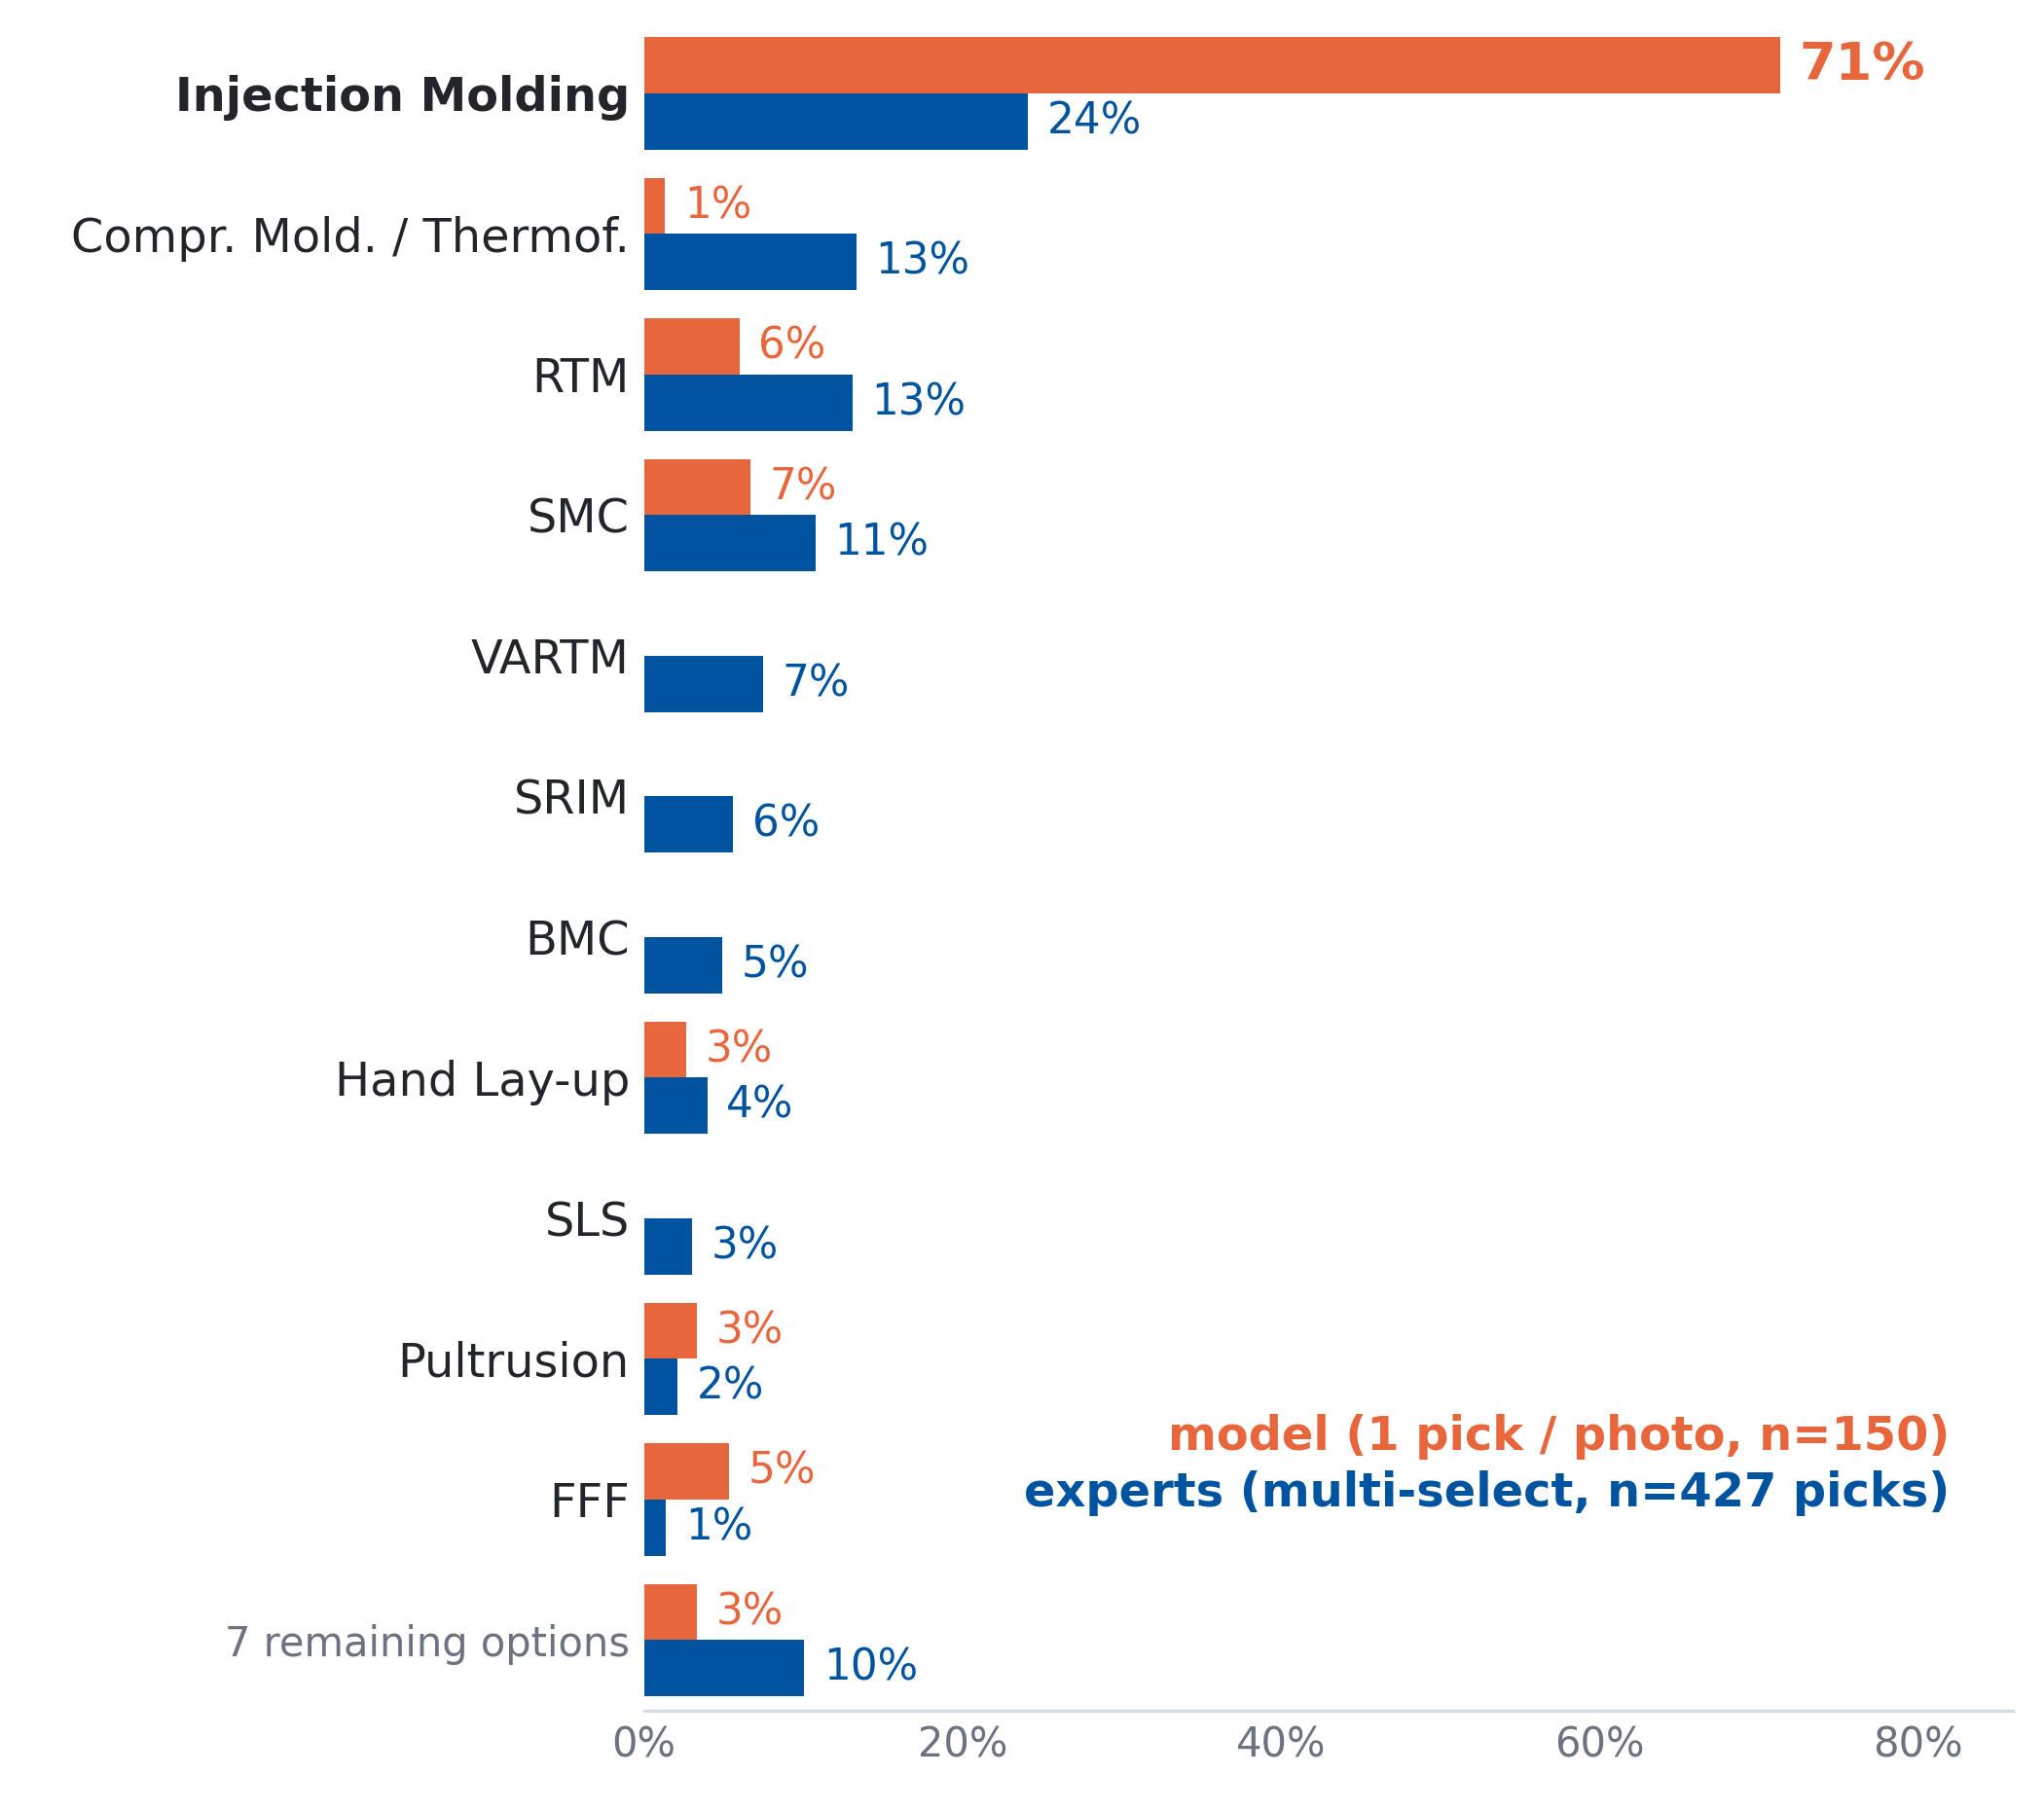 Injection Molding
71%
24%
Compr. Mold. / Thermof.
1%
13%
RTM
6%
13%
SMC
7%
11%
VARTM
7%
SRIM
6%
BMC
5%
Hand Lay-up
3%
4%
SLS
3%
Pultrusion
3%
2%
FFF
5%
1%
model (1 pick / photo, n=150)
experts (multi-select, n=427 picks)
7 remaining options
3%
10%
0% 20% 40% 60% 80%